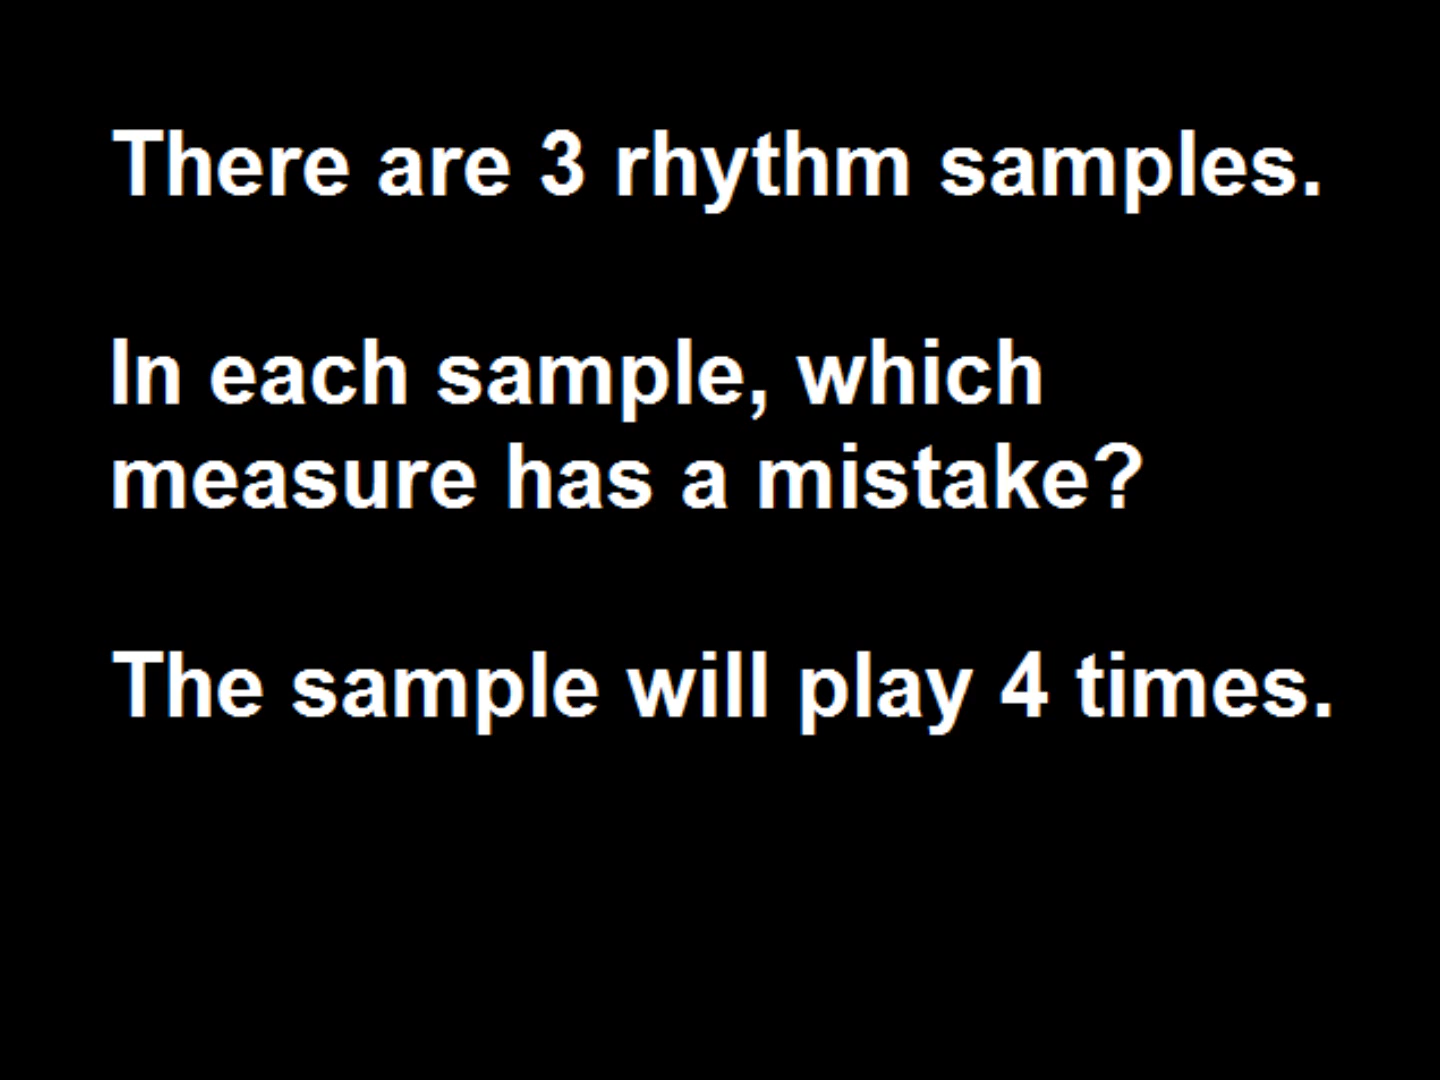 There are 3 rhythm samples.
In each sample, which
measure has a mistake?
The sample will play 4 times.